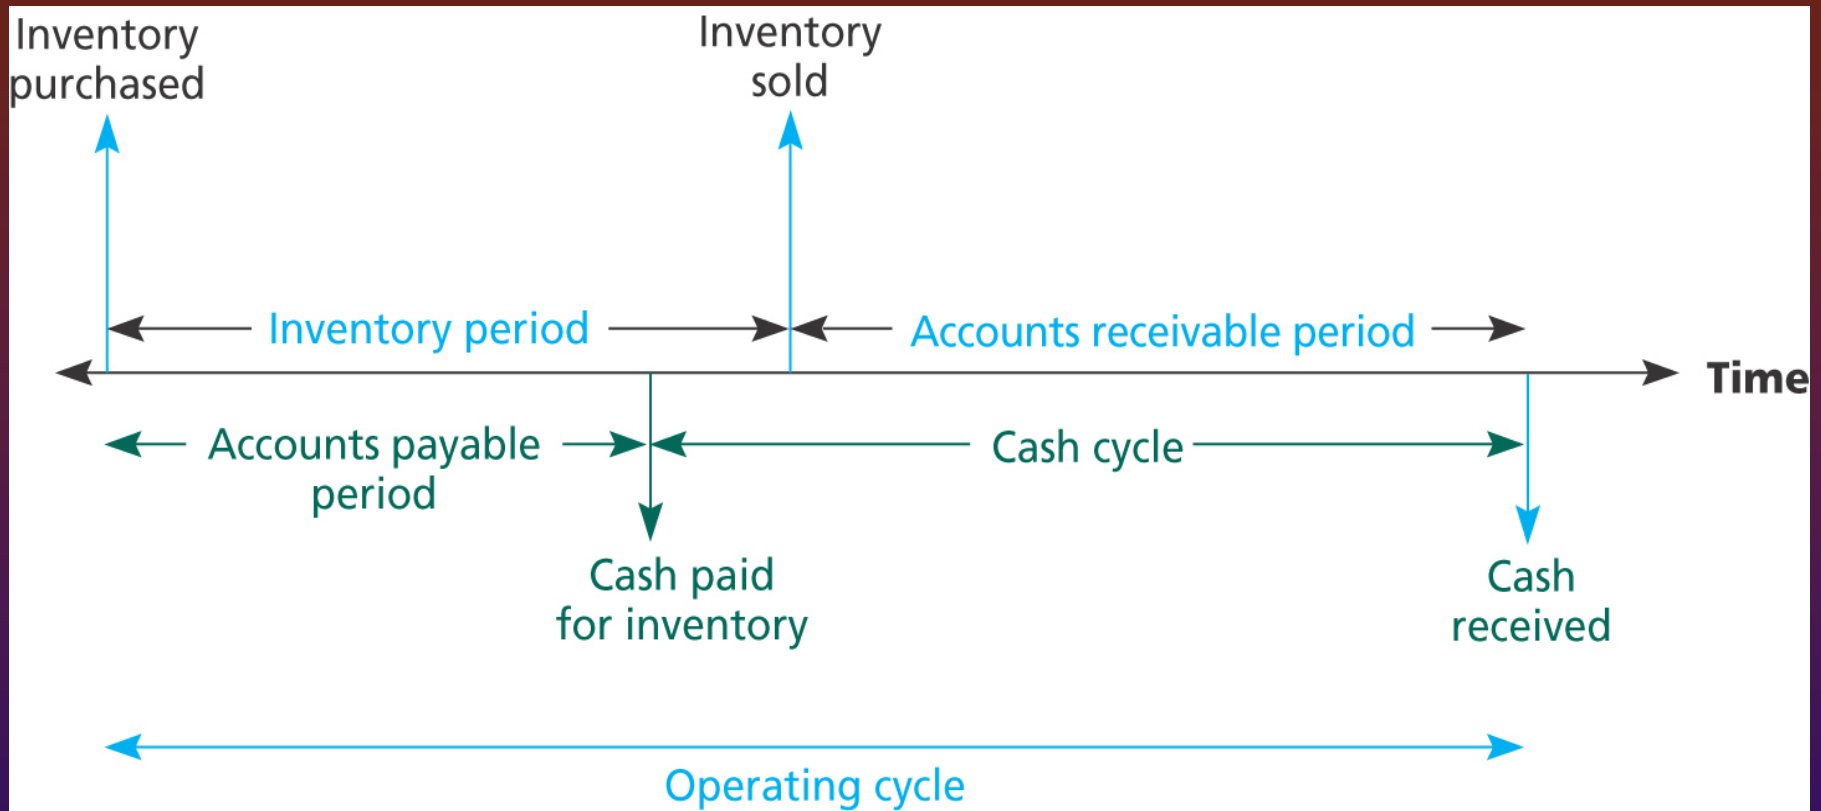 Inventory
purchased
Inventory
sold
Inventory period
Accounts receivable period
Time
Accounts payable
period
Cash cycle
Cash paid
for inventory
Cash
received
Operating cycle